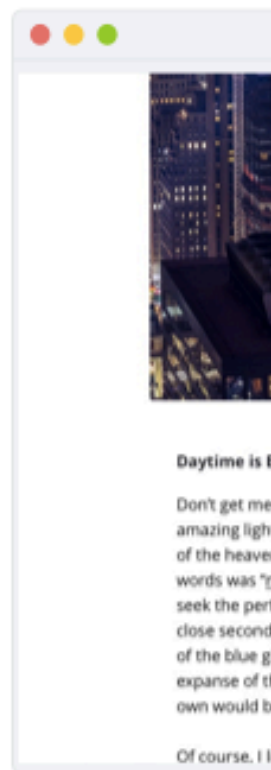 Daytime is
Don't get me
amazing ligh
of the heave
words was "
seek the per
close second
of the blue g
expanse of t
own would b
Of course. I l